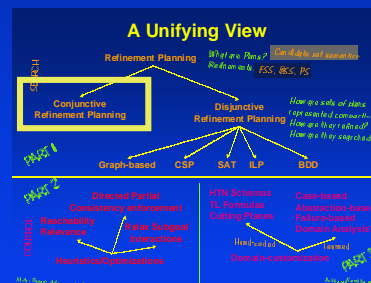 A Unifying View
Refinement Planning
What are Plans?
Refinements
Candidate set semantics
FSS, BSS, PS
SEARCH
Conjunctive
Refinement Planning
Disjunctive
Refinement Planning
How are sets of plans
represented compactly
How are they refined?
How are they searched
PART 1
Graph-based CSP SAT ILP BDD
PART 2
CONTROL
Directed Partial
Consistency enforcement
Reachability
Relevance
Relax Subgoal
interactions
Heuristics/Optimizations
HTN Schemas
TL Formulas
Cutting Planes
Case-based
Abstraction-based
Failure-based
Domain Analysis
Hand-coded
Learned
Domain-customization
PART